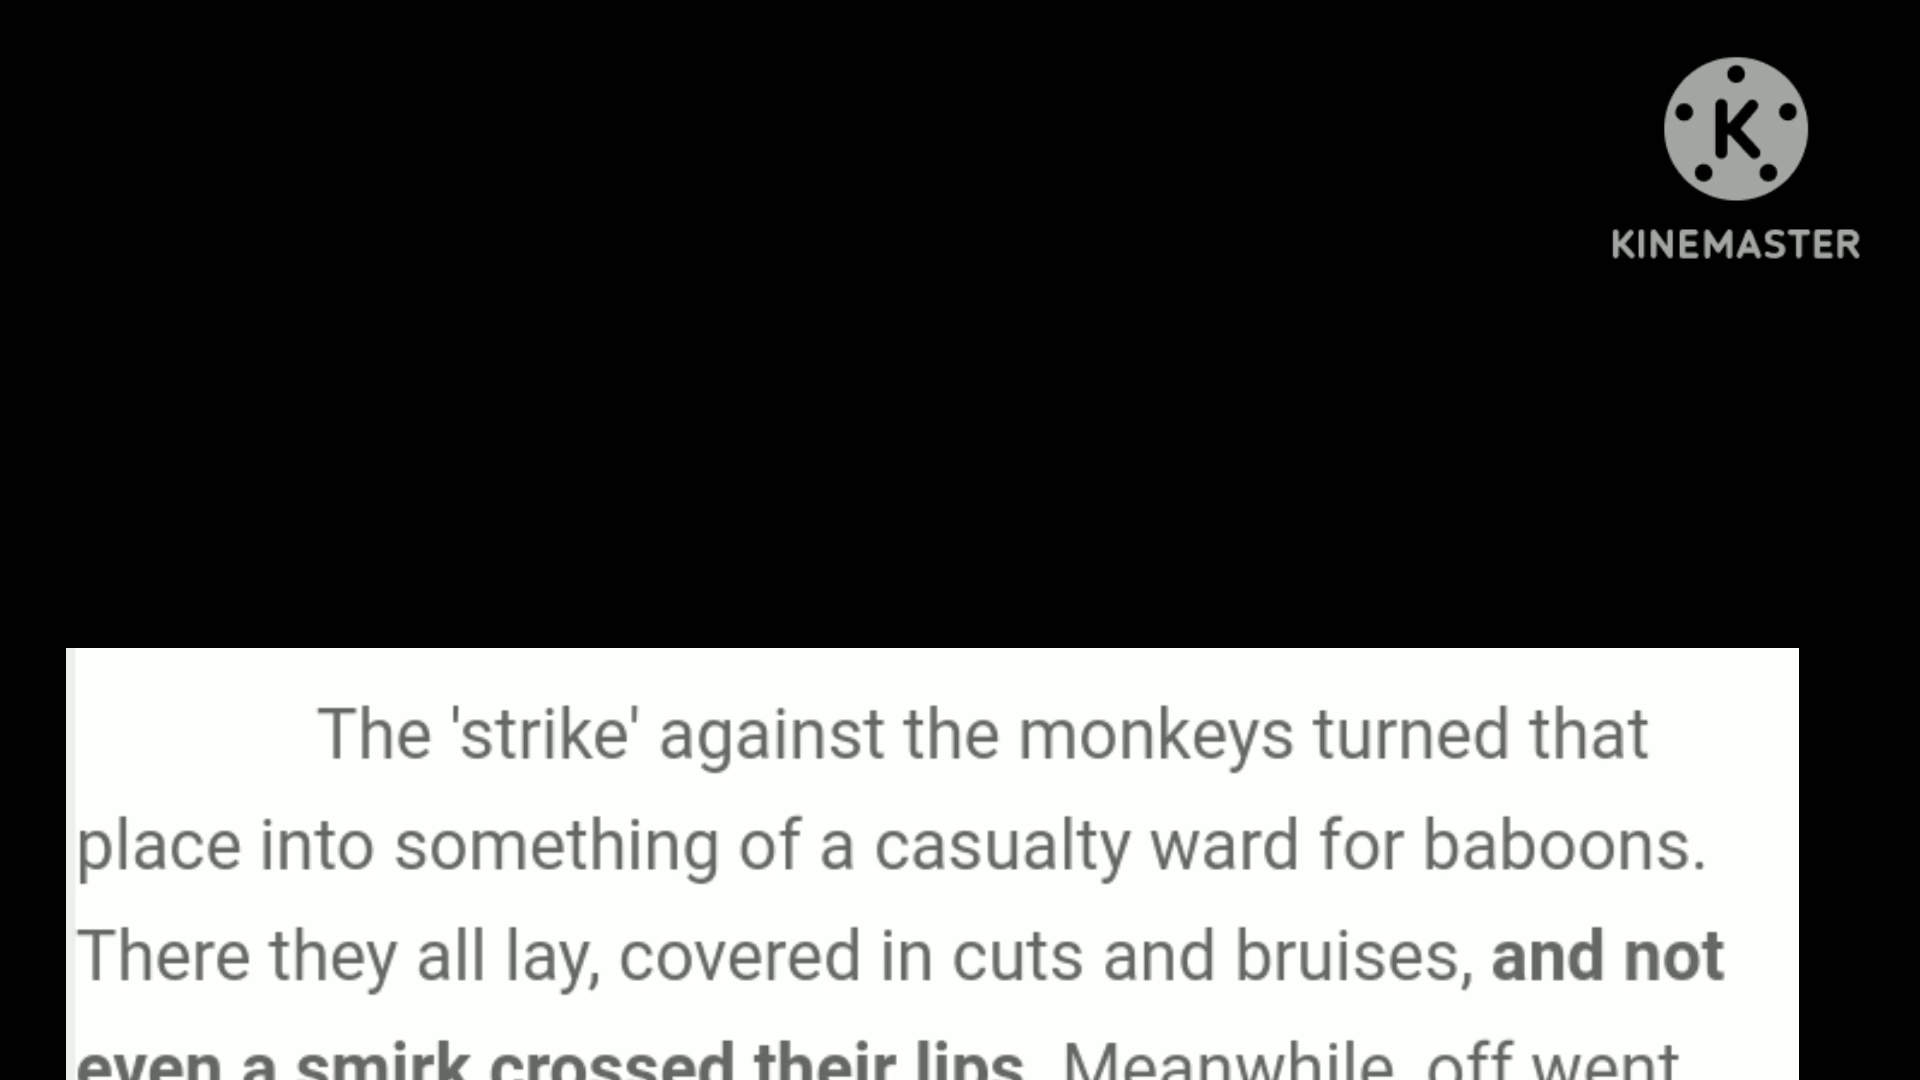 K
KINEMASTER
The 'strike' against the monkeys turned that
place into something of a casualty ward for baboons.
There they all lay, covered in cuts and bruises, and not
even a smirk crossed their lips. Meanwhile, off went